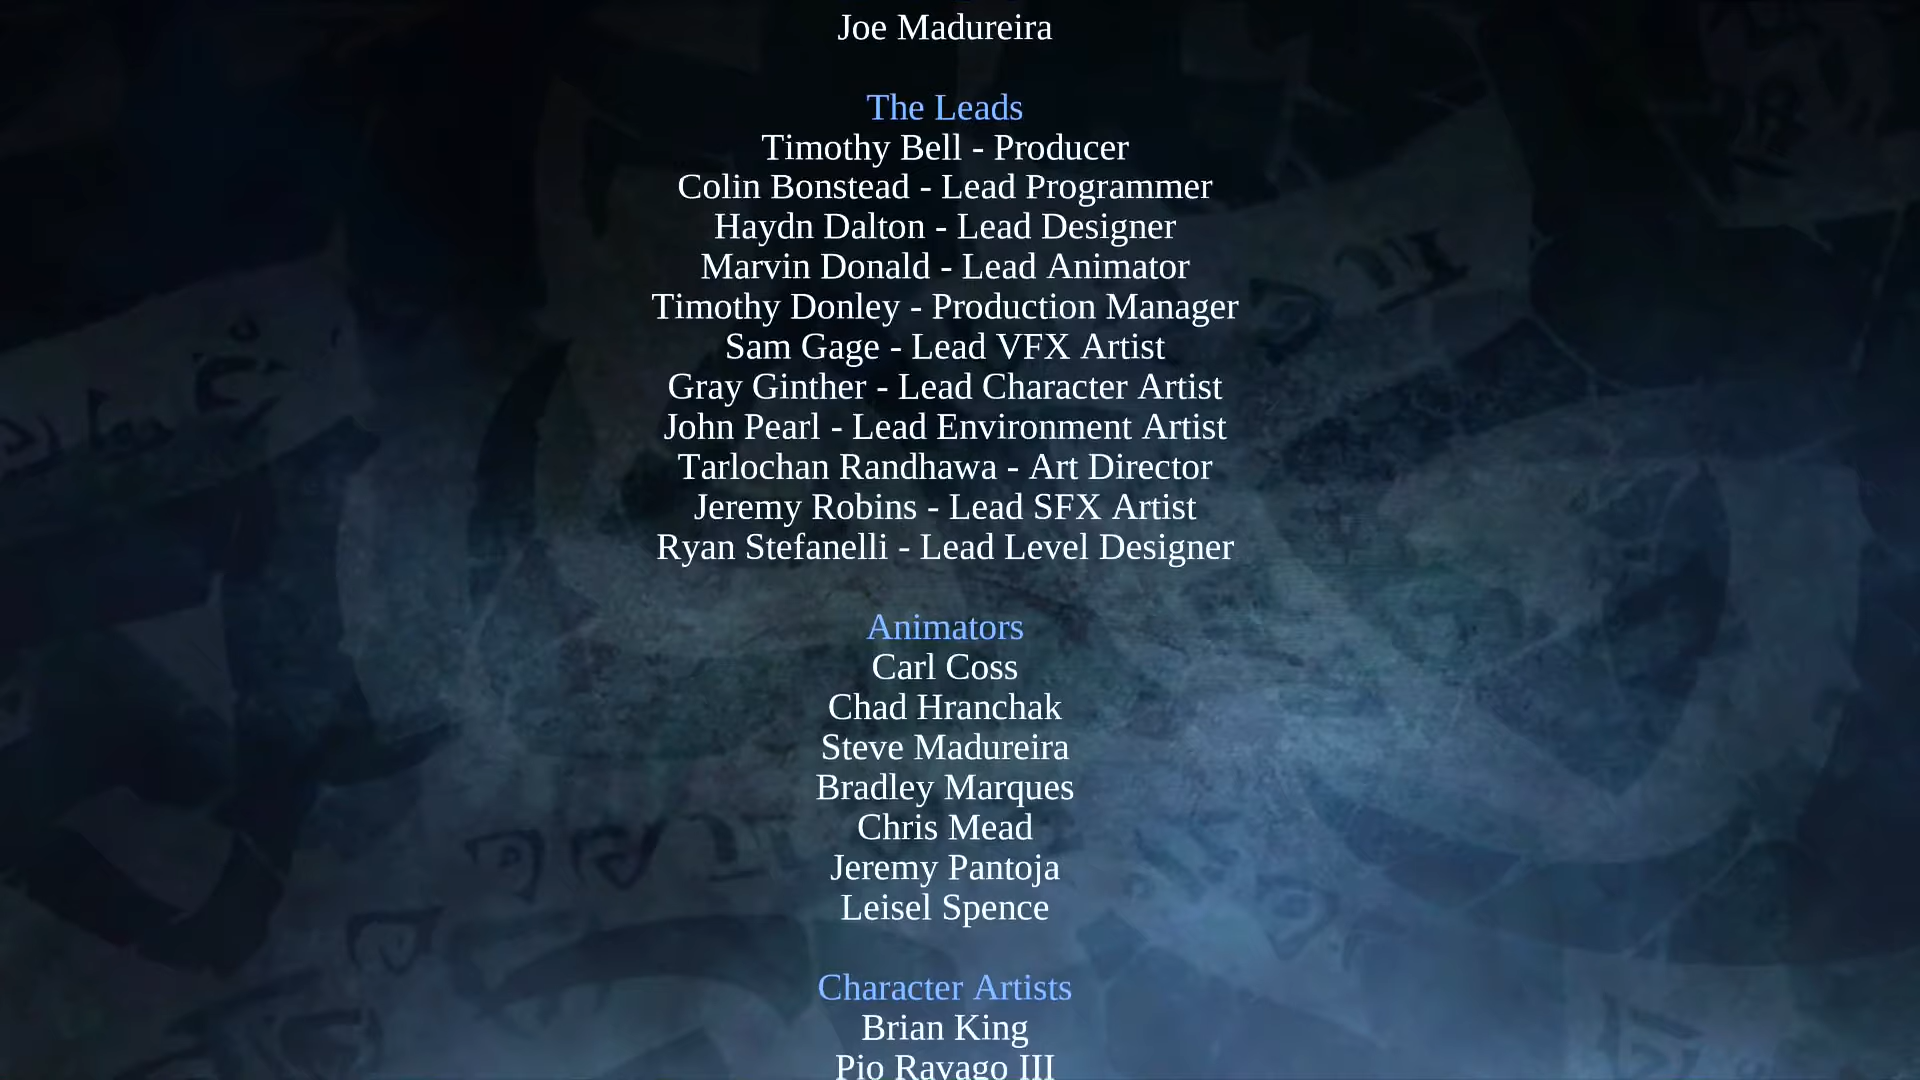 Joe Madureira
The Leads
Timothy Bell - Producer
Colin Bonstead - Lead Programmer
Haydn Dalton - Lead Designer
Marvin Donald - Lead Animator
Timothy Donley - Production Manager
Sam Gage - Lead VFX Artist
Gray Ginther - Lead Character Artist
John Pearl - Lead Environment Artist
Tarlochan Randhawa - Art Director
Jeremy Robins - Lead SFX Artist
Ryan Stefanelli - Lead Level Designer
Animators
Carl Coss
Chad Hranchak
Steve Madureira
Bradley Marques
Chris Mead
Jeremy Pantoja
Leisel Spence
Character Artists
Brian King
Pio Ravago III